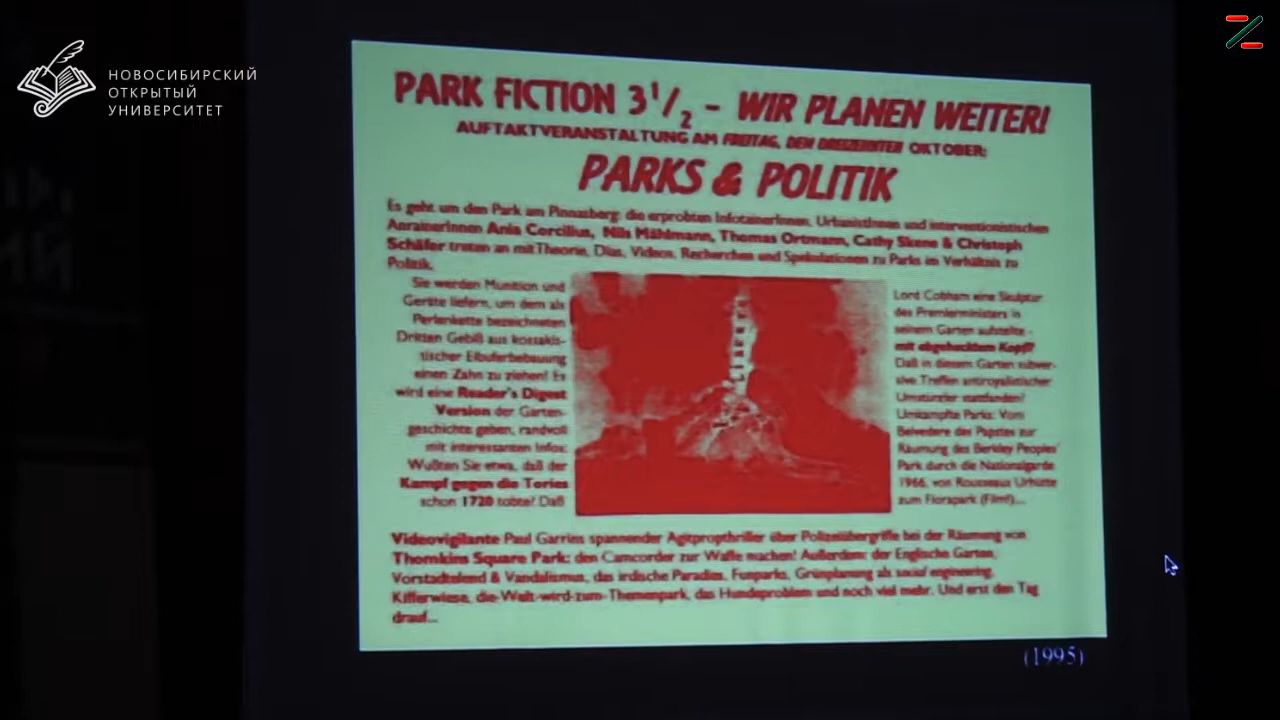 НОВОСИБИРСКИЙ
ОТКРЫТЫЙ
УНИВЕРСИТЕТ
PARK FICTION 3 1/2 - WIR PLANEN WEITER!
AUFTAKTVERANSTALTUNG AM FREITAG, DEN DREIZEHNTEN OKTOBER:
PARKS & POLITIK
Es geht um den Park am Pinnasberg: die erprobten InfotainerInnen, UrbanistInnen und interventionistischen
AnrainerInnen Ania Corcilius, Nils Mählmann, Thomas Ortmann, Cathy Skene & Christoph
Schäfer treten an mit Theorie, Dias, Videos, Recherchen und Spekulationen zu Parks im Verhältnis zu
Politik.
Sie werden Munition und
Geräte liefern, um dem als
Perlenkette bezeichneten
Dritten Gebiß aus
tischer Elbuferbebauung
einen Zahn zu ziehen! Es
wird eine Reader's Digest
Version der Garten-
geschichte geben, randvoll
mit interessanten Infos:
Wußten Sie etwa, daß der
Kampf gegen die Tories
schon 1720 tobte? Daß
Lord Cobham eine Skulptur
des Premierministers in
seinem Garten aufstellte -
mit abgehacktem Kopf?
Daß in diesem Garten subver-
sive Treffen antiroyalistischer
Umstürzler stattfanden?
Umkämpfte Parks: Vom
Belvedere des Papstes zur
Räumung des Berkley Peoples'
Park durch die Nationalgarde
1966, von Rousseaus Urhütte
zum Florapark (Film!)...
Videovigilante Paul Garrins spannender Agitpropthriller über Polizeiübergriffe bei der Räumung von
Thomkins Square Park: den Camcorder zur Waffe machen! Außerdem: der Englische Garten,
Vorstadtelend & Vandalismus, das irdische Paradies, Funparks, Grünplanung als social engineering,
Kifferwiese, die-Welt-wird-zum-Themenpark, das Hundeproblem und noch viel mehr. Und erst den Tag
drauf...
(1995)